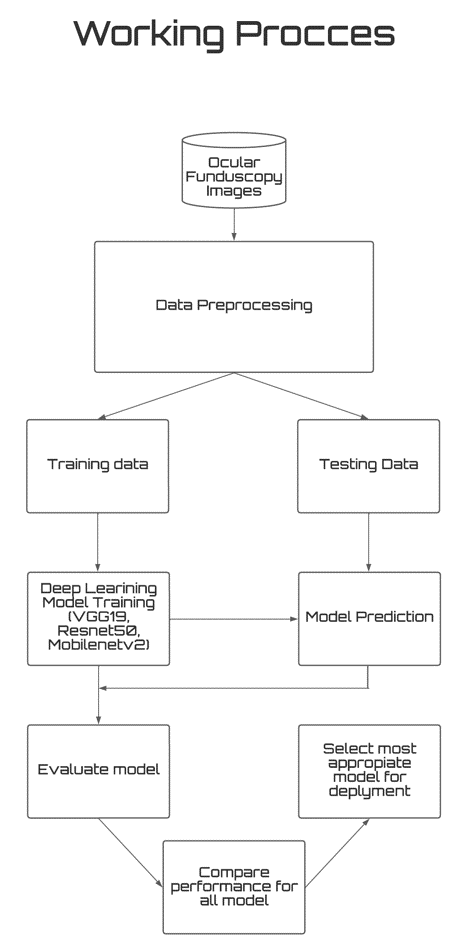 Working Procces
Ocular
Funduscopy
Images
Data Preprocessing
Training data
Testing Data
Deep Learining
Model Training
(VGG19,
Resnet50,
Mobilenetv2)
Model Prediction
Evaluate model
Select most
appropiate
model for
deplyment
Compare
performance for
all model